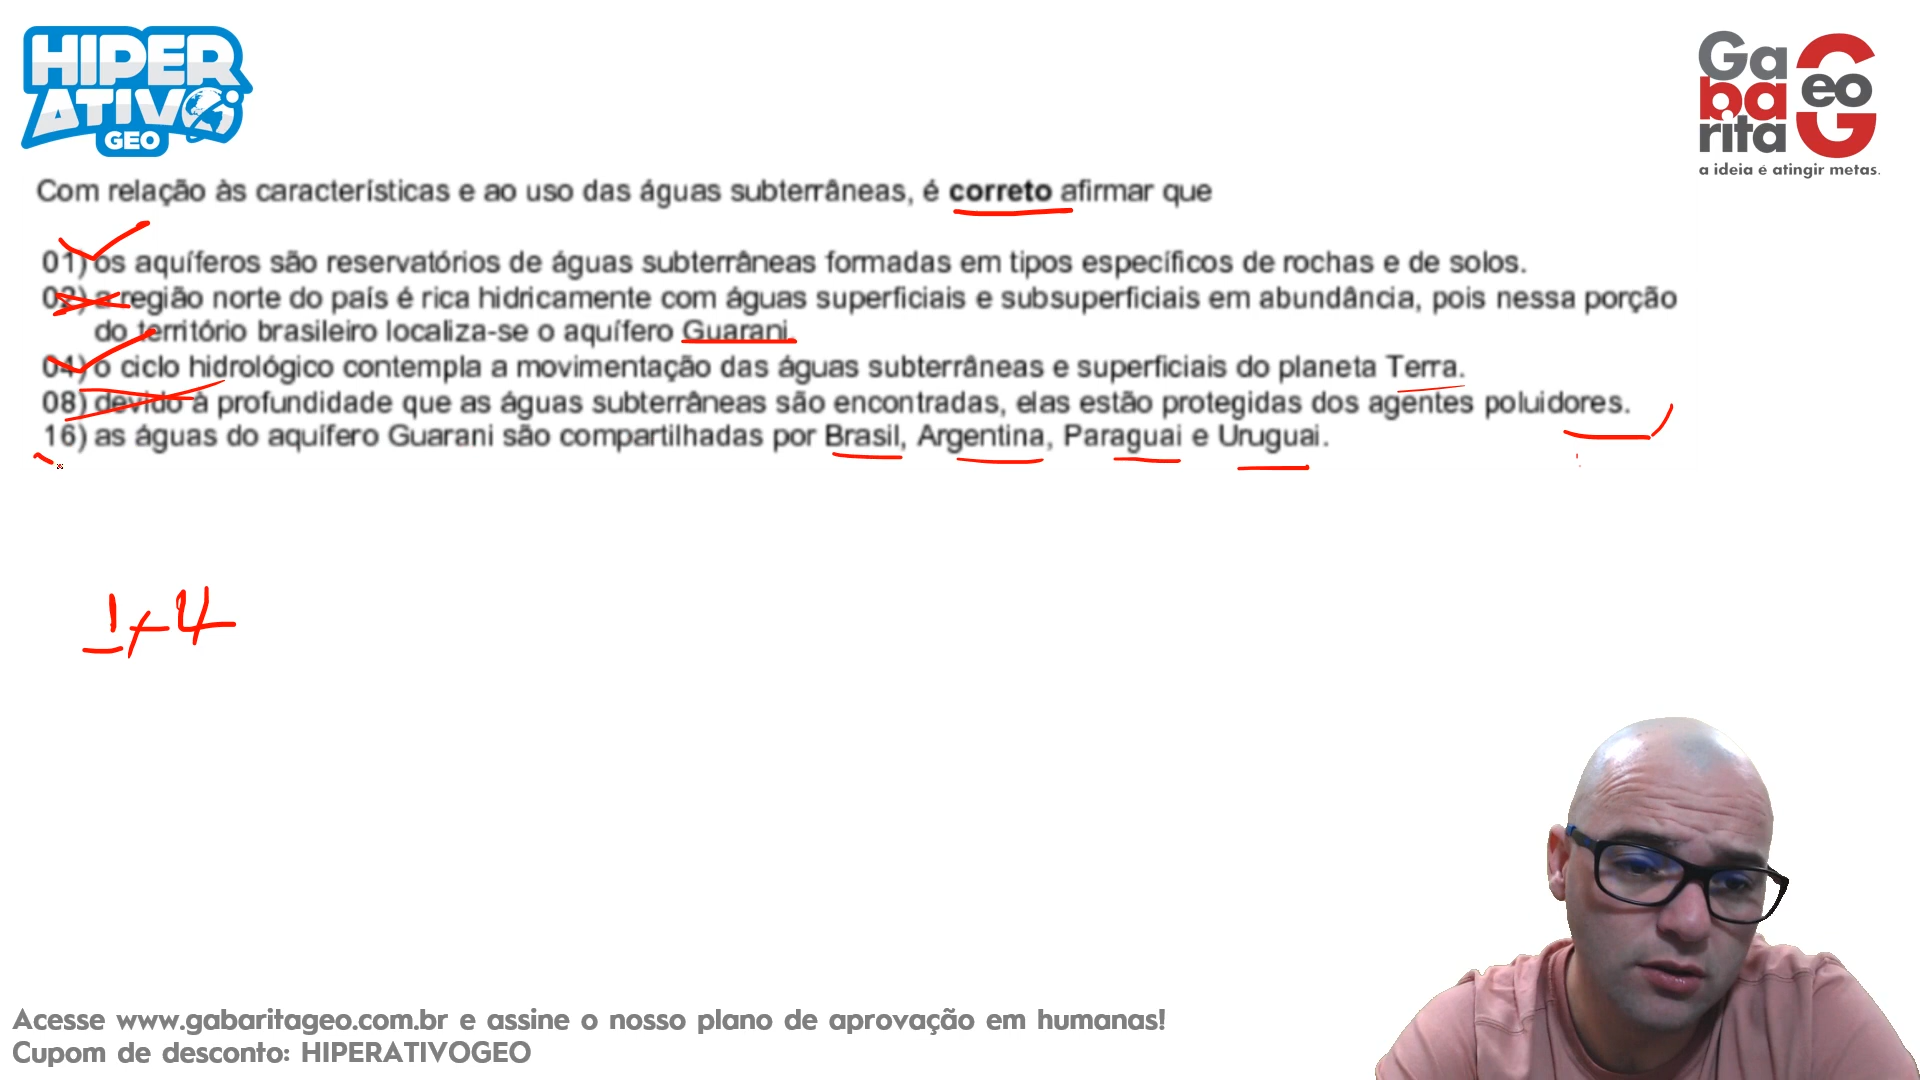 HIPER
ATIVO
GEO
Ga
ba
rita
Geo
a ideia é atingir metas.
Com relação às características e ao uso das águas subterrâneas, é correto afirmar que
01) os aquíferos são reservatórios de águas subterrâneas formadas em tipos específicos de rochas e de solos.
02) a região norte do país é rica hidricamente com águas superficiais e subsuperficiais em abundância, pois nessa porção
do território brasileiro localiza-se o aquífero Guarani.
04) o ciclo hidrológico contempla a movimentação das águas subterrâneas e superficiais do planeta Terra.
08) devido à profundidade que as águas subterrâneas são encontradas, elas estão protegidas dos agentes poluidores.
16) as águas do aquífero Guarani são compartilhadas por Brasil, Argentina, Paraguai e Uruguai.
1+4
Acesse www.gabaritageo.com.br e assine o nosso plano de aprovação em humanas!
Cupom de desconto: HIPERATIVOGEO